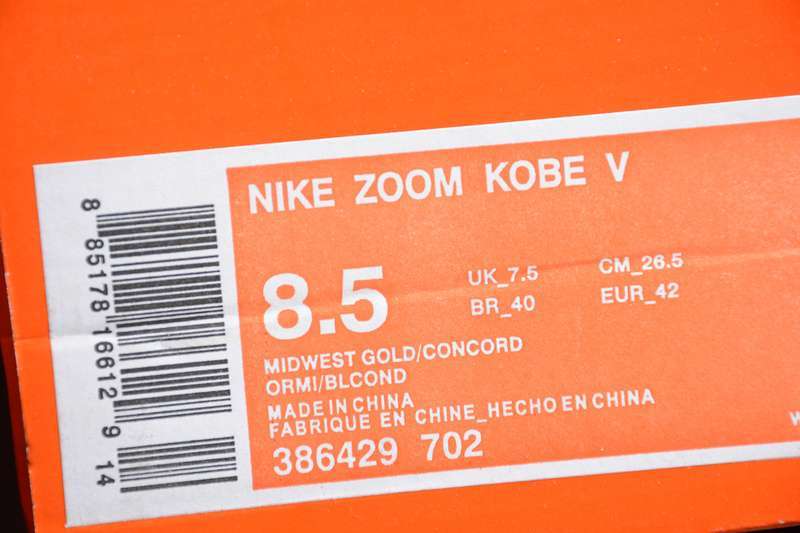 NIKE ZOOM KOBE V
8.5
UK_7.5
CM_26.5
BR_40
EUR_42
MIDWEST GOLD/CONCORD
ORMI/BLCOND
MADE IN CHINA
FABRIQUE EN CHINE_HECHO EN CHINA
386429 702
W
8 85178 16612 9 14